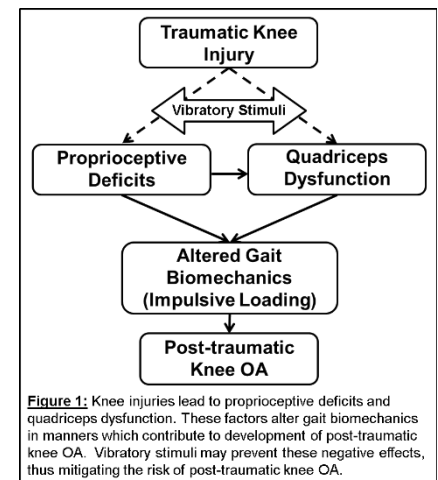 Traumatic Knee
Injury
Vibratory Stimuli
Proprioceptive
Deficits
Quadriceps
Dysfunction
Altered Gait
Biomechanics
(Impulsive Loading)
Post-traumatic
Knee OA
Figure 1: Knee injuries lead to proprioceptive deficits and
quadriceps dysfunction. These factors alter gait biomechanics
in manners which contribute to development of post-traumatic
knee OA. Vibratory stimuli may prevent these negative effects,
thus mitigating the risk of post-traumatic knee OA.